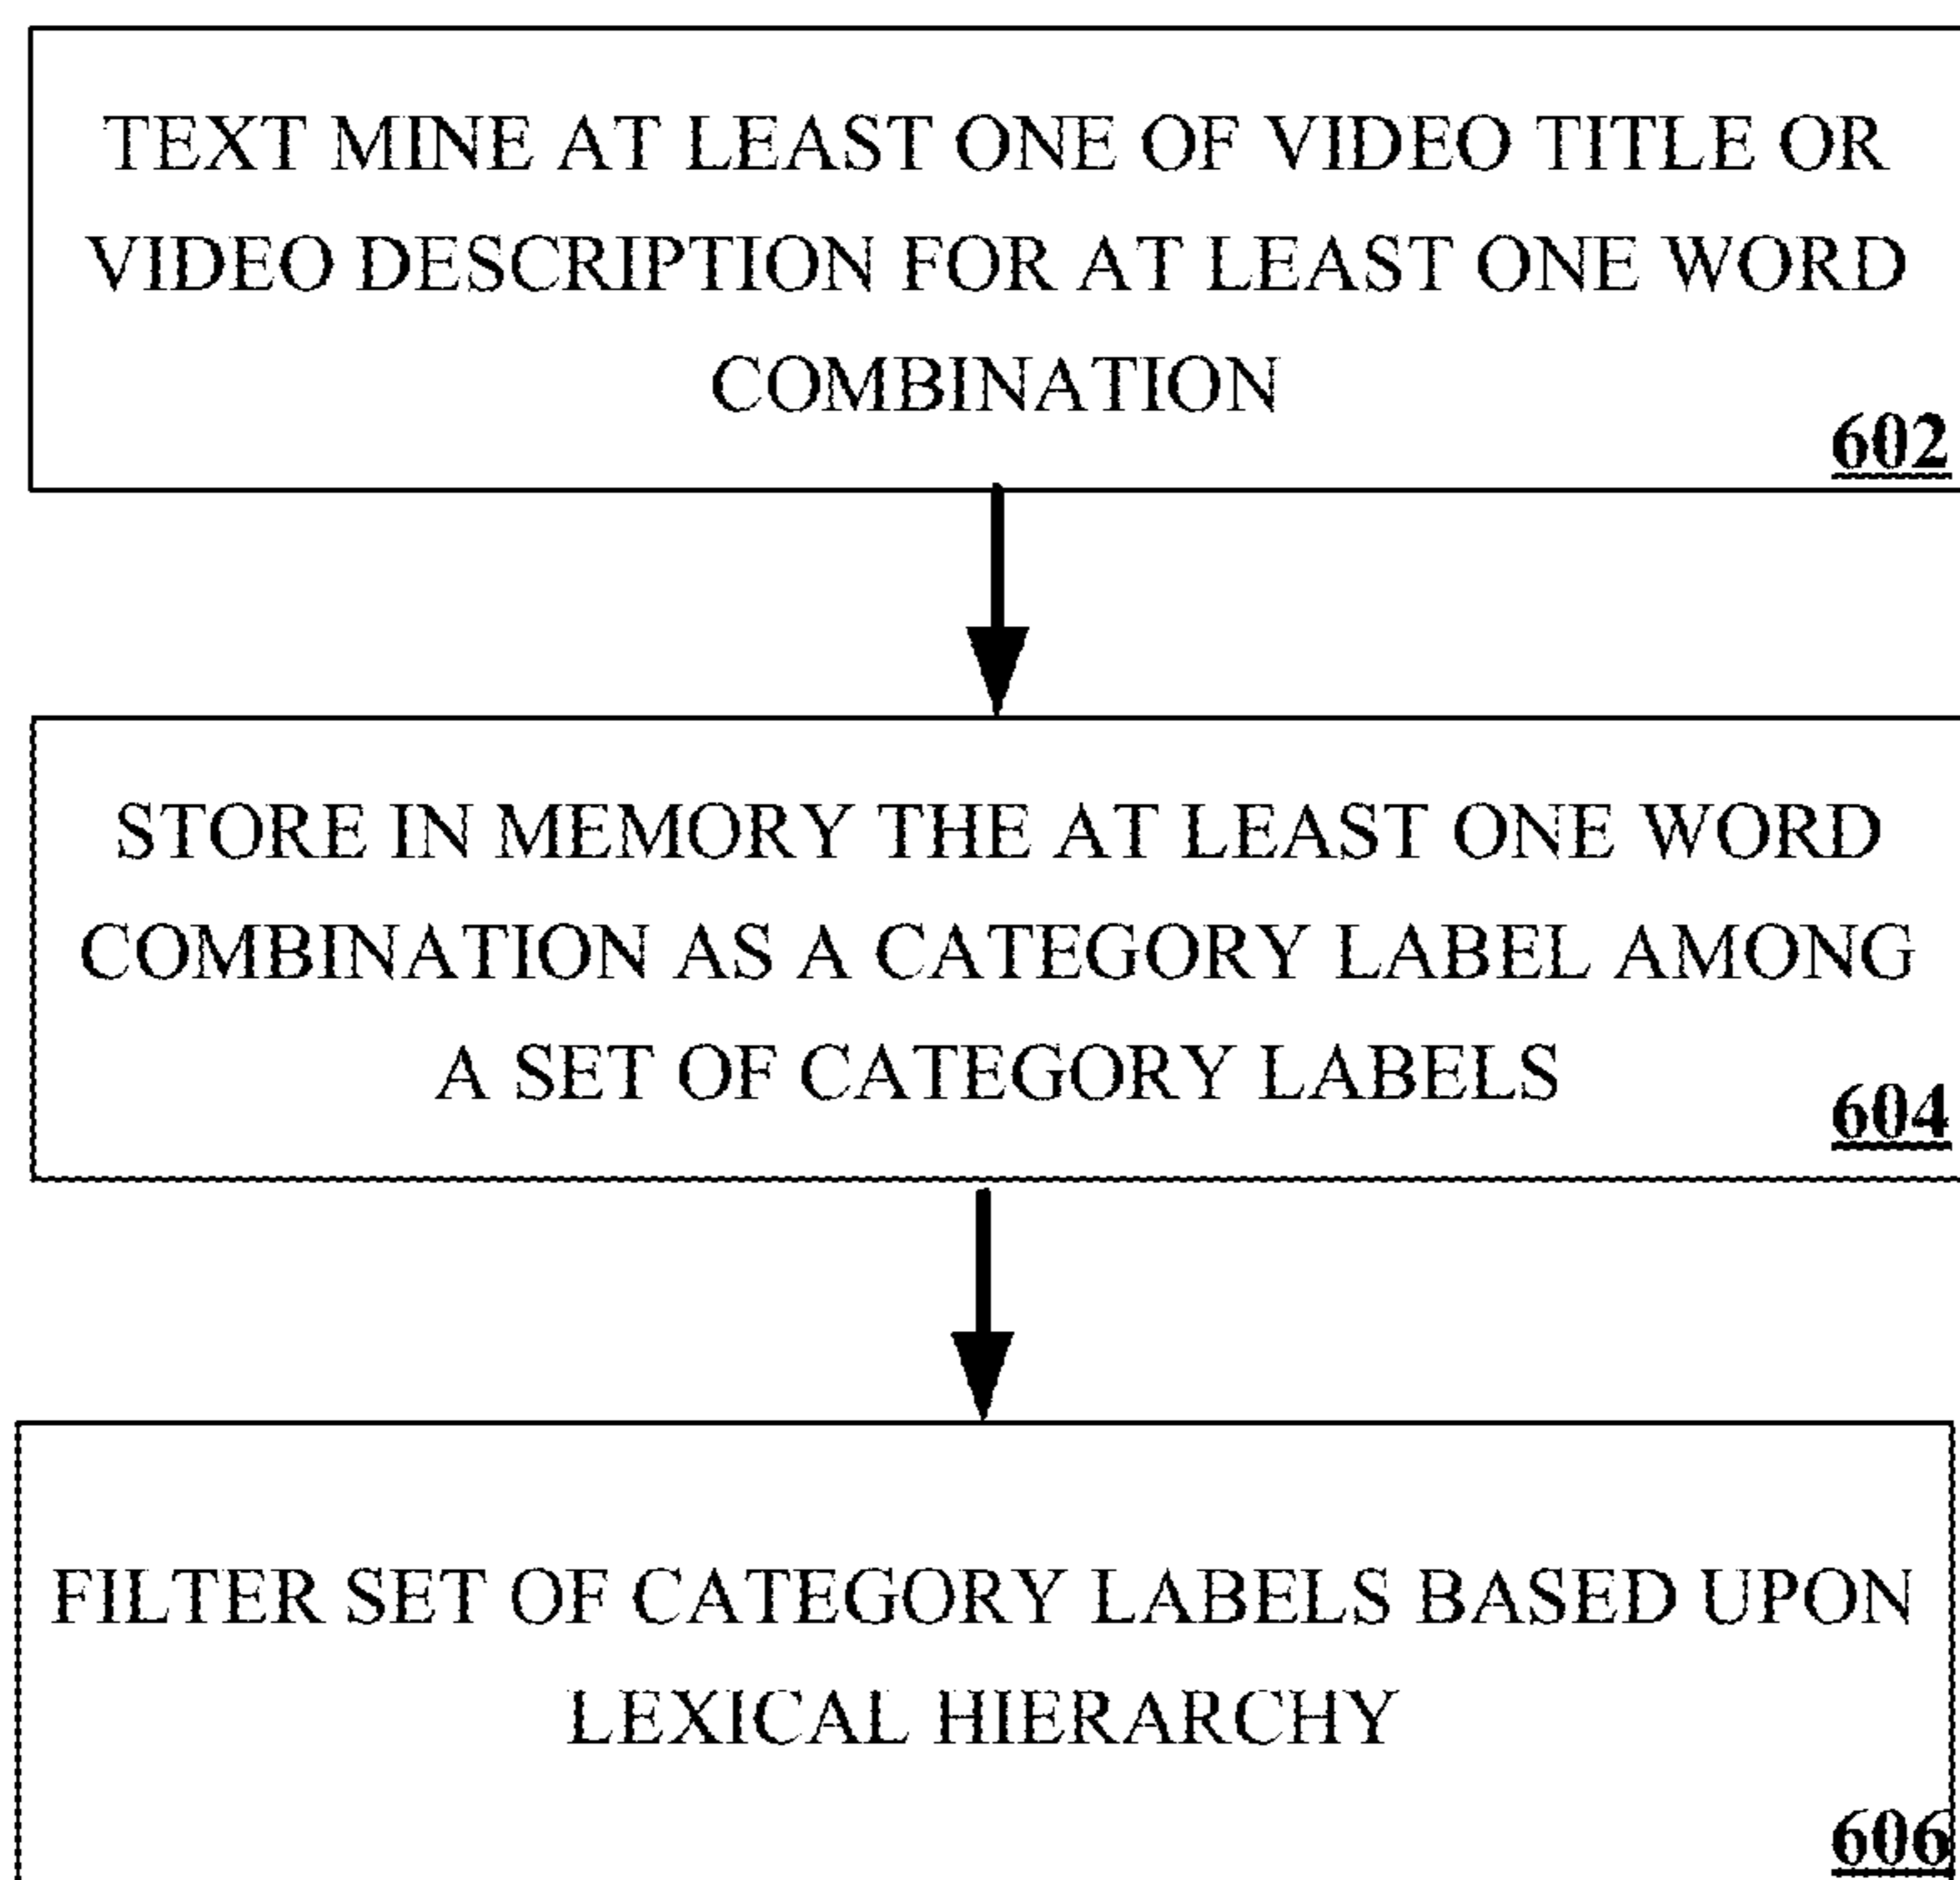 TEXT MINE AT LEAST ONE OF VIDEO TITLE OR
VIDEO DESCRIPTION FOR AT LEAST ONE WORD
COMBINATION
602
STORE IN MEMORY THE AT LEAST ONE WORD
COMBINATION AS A CATEGORY LABEL AMONG
A SET OF CATEGORY LABELS
604
FILTER SET OF CATEGORY LABELS BASED UPON
LEXICAL HIERARCHY
606